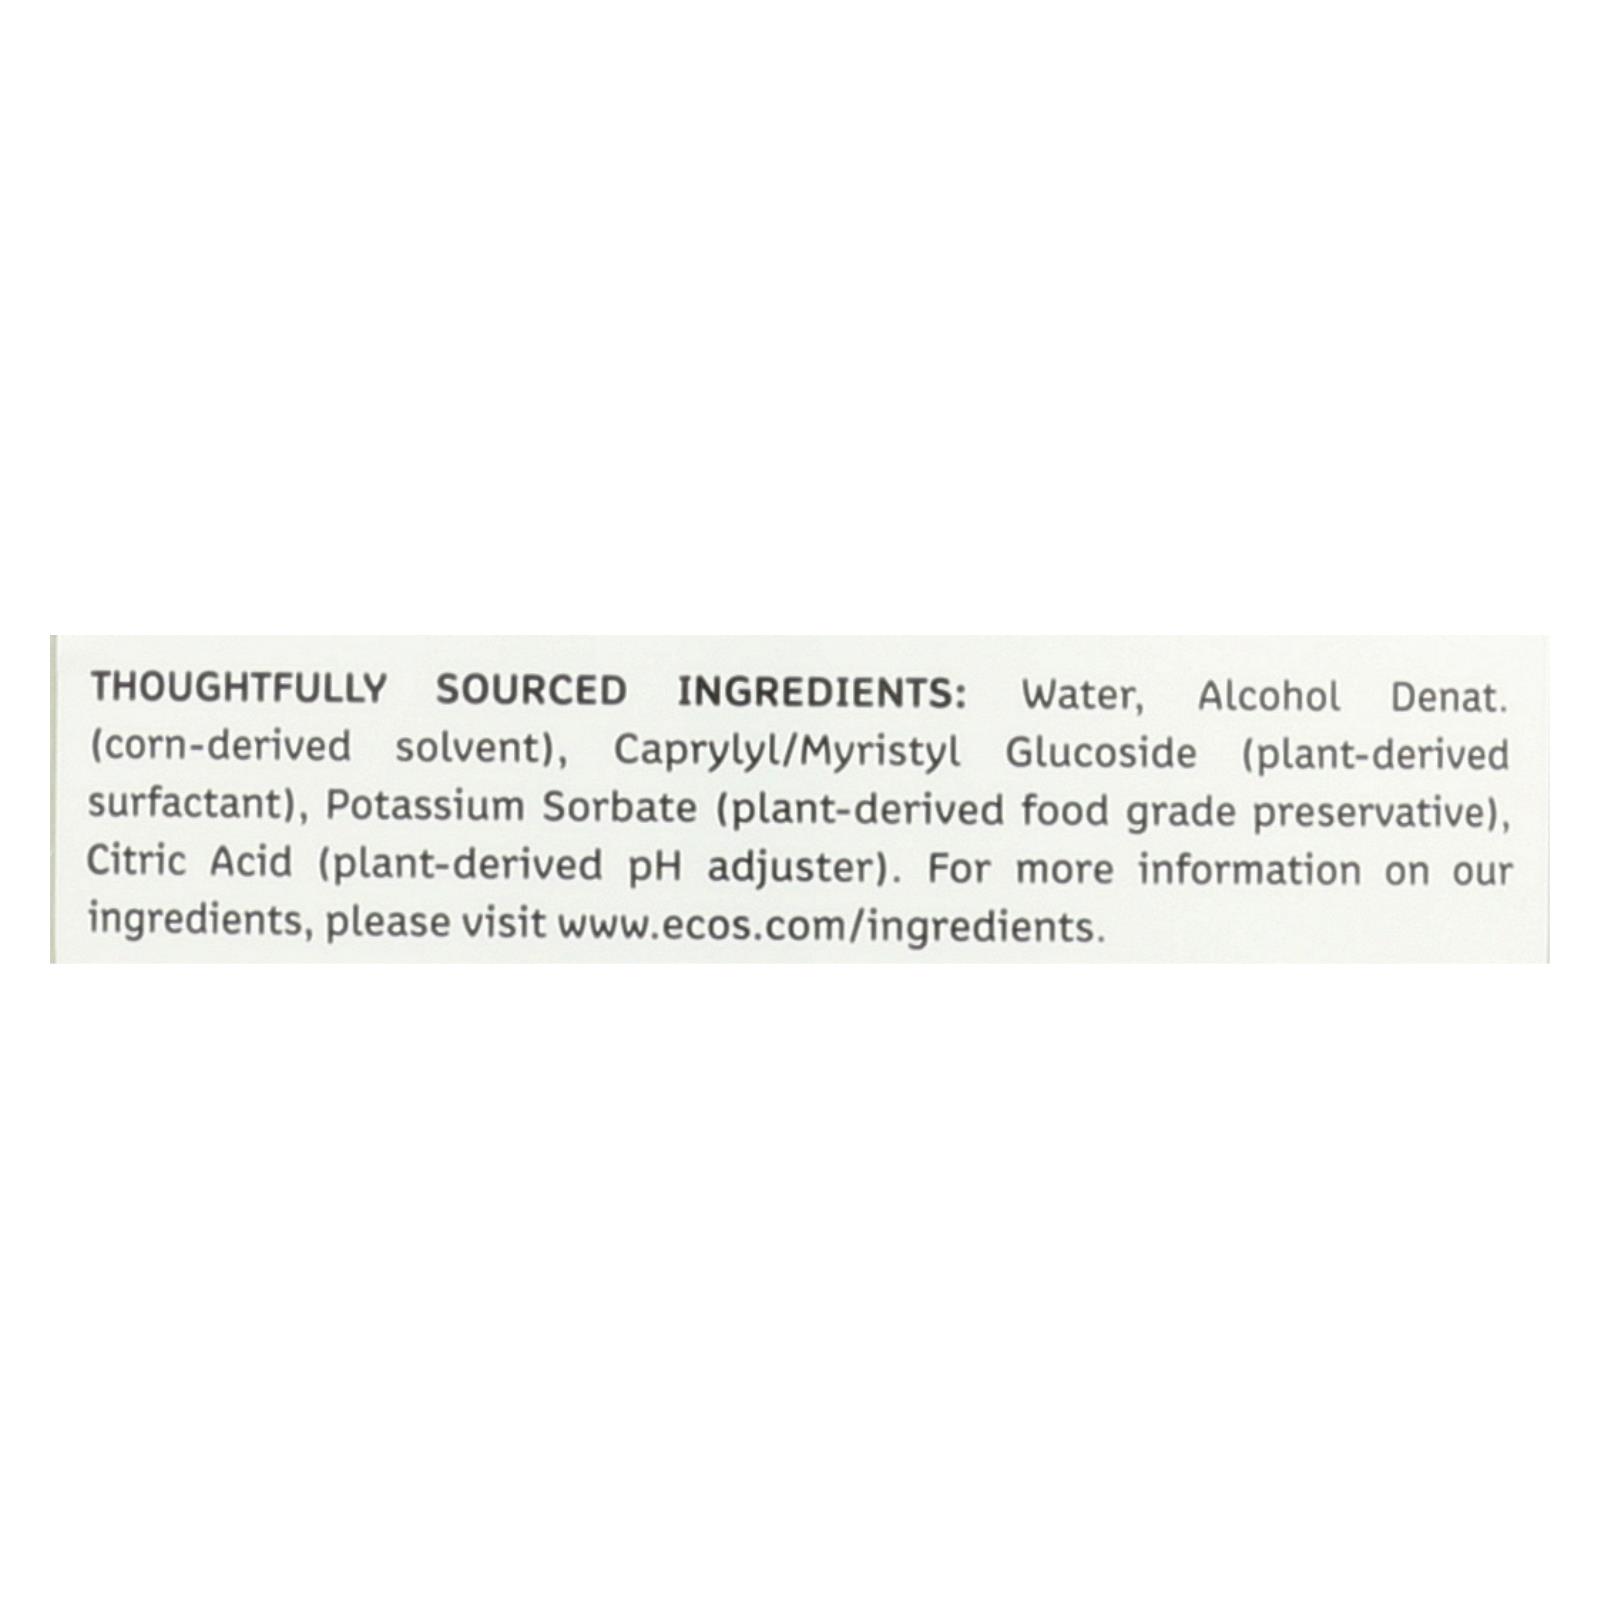 THOUGHTFULLY SOURCED INGREDIENTS: Water, Alcohol Denat.
(corn-derived solvent), Caprylyl/Myristyl Glucoside (plant-derived
surfactant), Potassium Sorbate (plant-derived food grade preservative),
Citric Acid (plant-derived pH adjuster). For more information on our
ingredients, please visit www.ecos.com/ingredients.